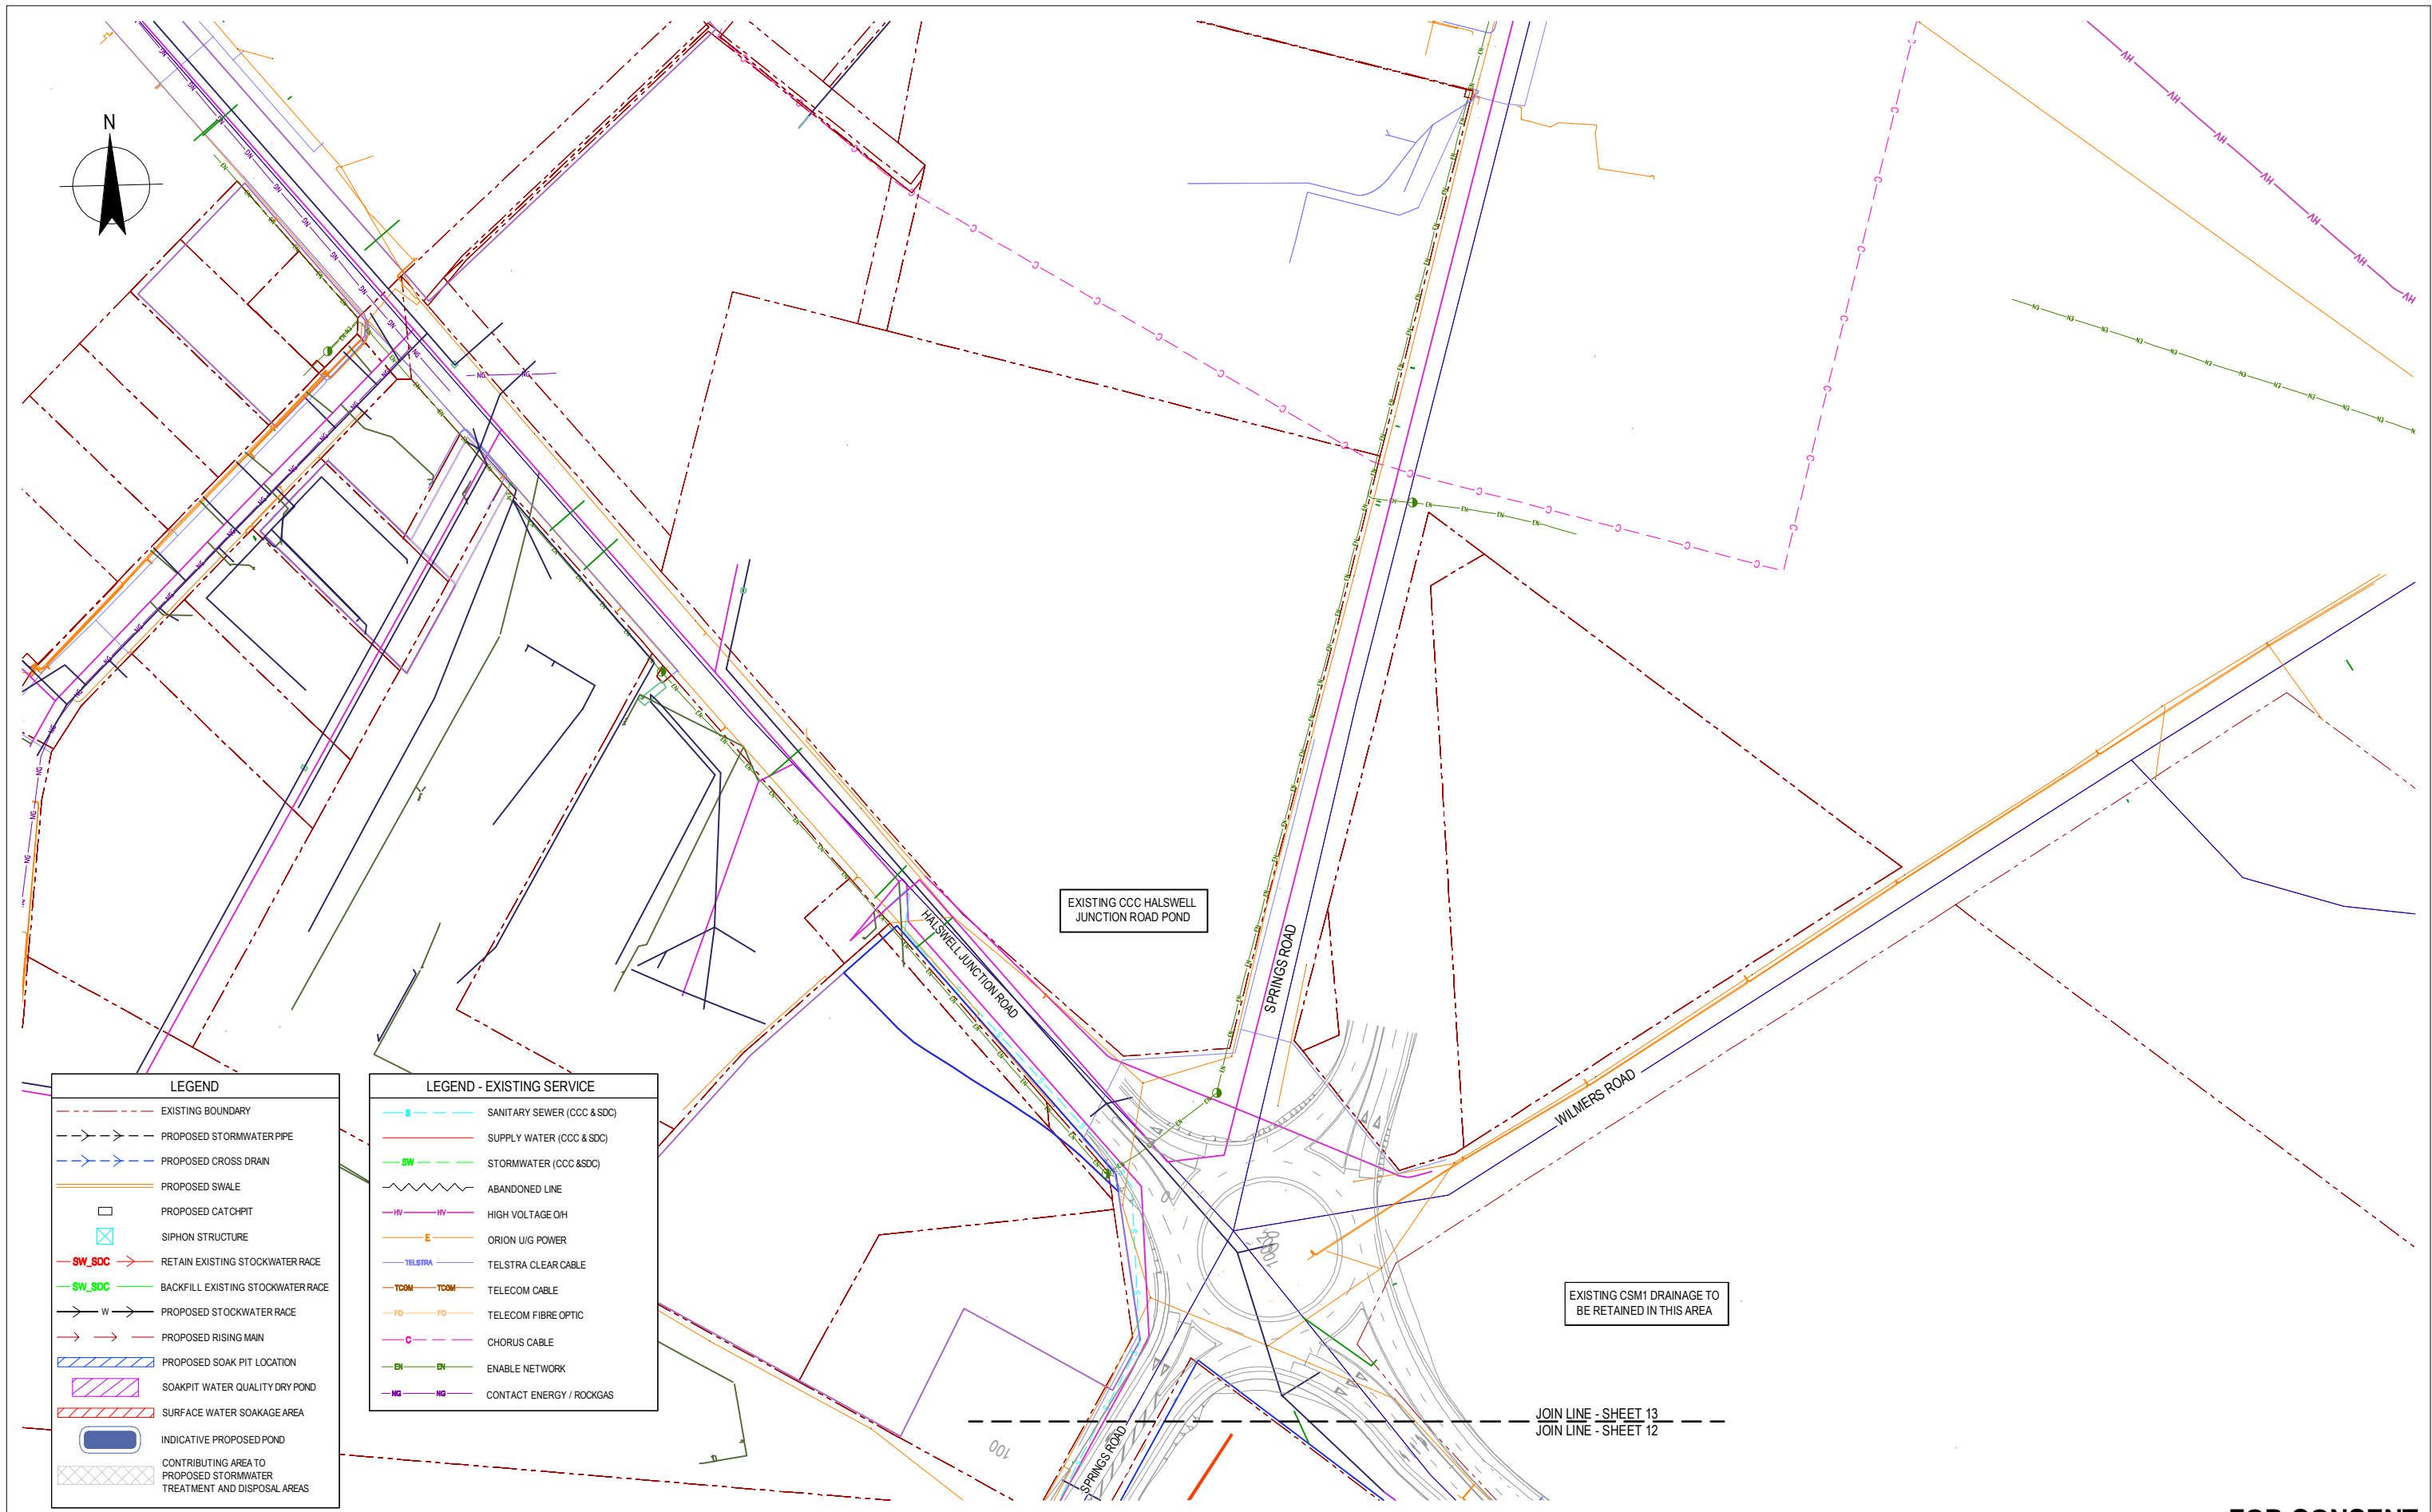 N
EXISTING CCC HALSWELL
JUNCTION ROAD POND
HALSWELL JUNCTION ROAD
SPRINGS ROAD
WILMERS ROAD
EXISTING CSM1 DRAINAGE TO
BE RETAINED IN THIS AREA
JOIN LINE - SHEET 13
JOIN LINE - SHEET 12
SPRINGS ROAD
100
LEGEND
EXISTING BOUNDARY
PROPOSED STORMWATER PIPE
PROPOSED CROSS DRAIN
PROPOSED SWALE
PROPOSED CATCHPIT
SIPHON STRUCTURE
SW_SDC RETAIN EXISTING STOCKWATER RACE
SW_SDC BACKFILL EXISTING STOCKWATER RACE
W PROPOSED STOCKWATER RACE
PROPOSED RISING MAIN
PROPOSED SOAK PIT LOCATION
SOAKPIT WATER QUALITY DRY POND
SURFACE WATER SOAKAGE AREA
INDICATIVE PROPOSED POND
CONTRIBUTING AREA TO
PROPOSED STORMWATER
TREATMENT AND DISPOSAL AREAS
LEGEND - EXISTING SERVICE
S SANITARY SEWER (CCC & SDC)
SUPPLY WATER (CCC & SDC)
SW STORMWATER (CCC &SDC)
ABANDONED LINE
HV HV HIGH VOLTAGE O/H
E ORION U/G POWER
TELSTRA TELSTRA CLEAR CABLE
TCOM TCOM TELECOM CABLE
FO FO TELECOM FIBRE OPTIC
C CHORUS CABLE
EN EN ENABLE NETWORK
NG NG CONTACT ENERGY / ROCKGAS
FOR CONSENT